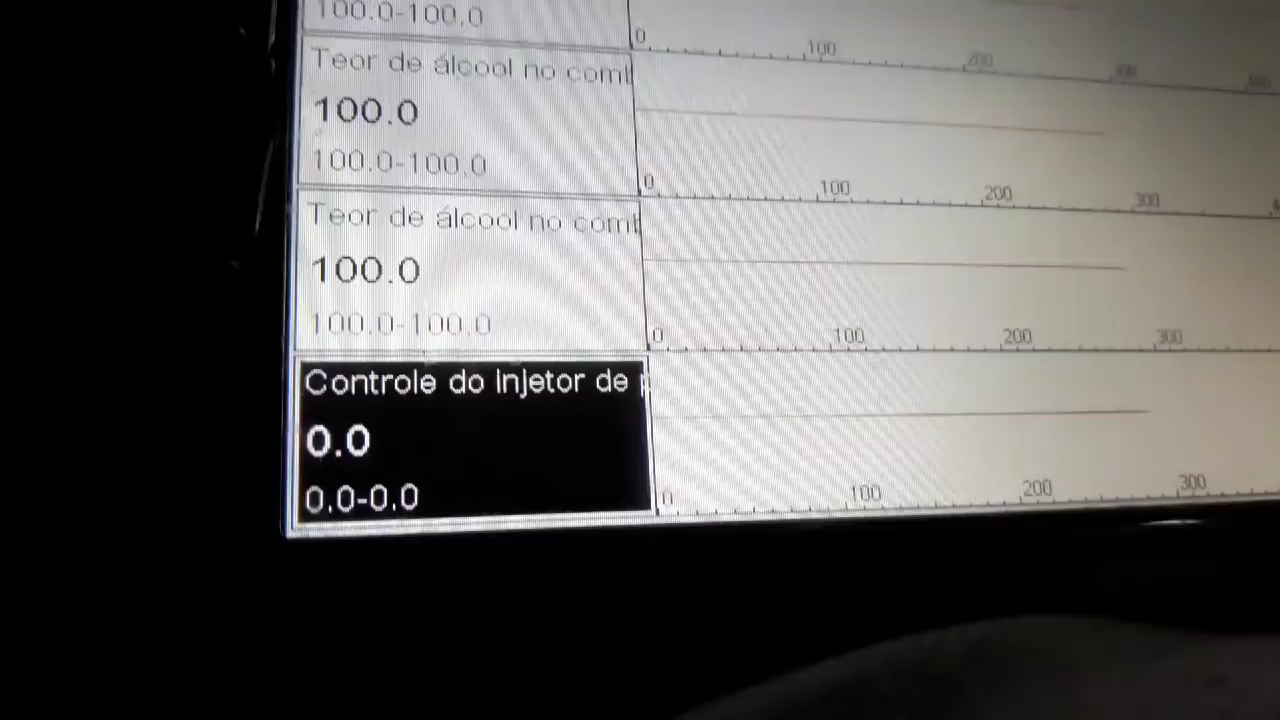 100.0-100.0
0 100 200 300 400
Teor de álcool no comb
100.0
100.0-100.0
0 100 200 300
Teor de álcool no comb
100.0
100.0-100.0
0 100 200 300
Controle do injetor de p
0.0
0.0-0.0
0 100 200 300